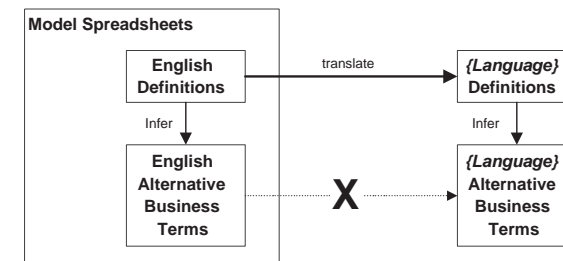 Model Spreadsheets
English
Definitions
translate
{Language}
Definitions
Infer
Infer
English
Alternative
Business
Terms
X
{Language}
Alternative
Business
Terms